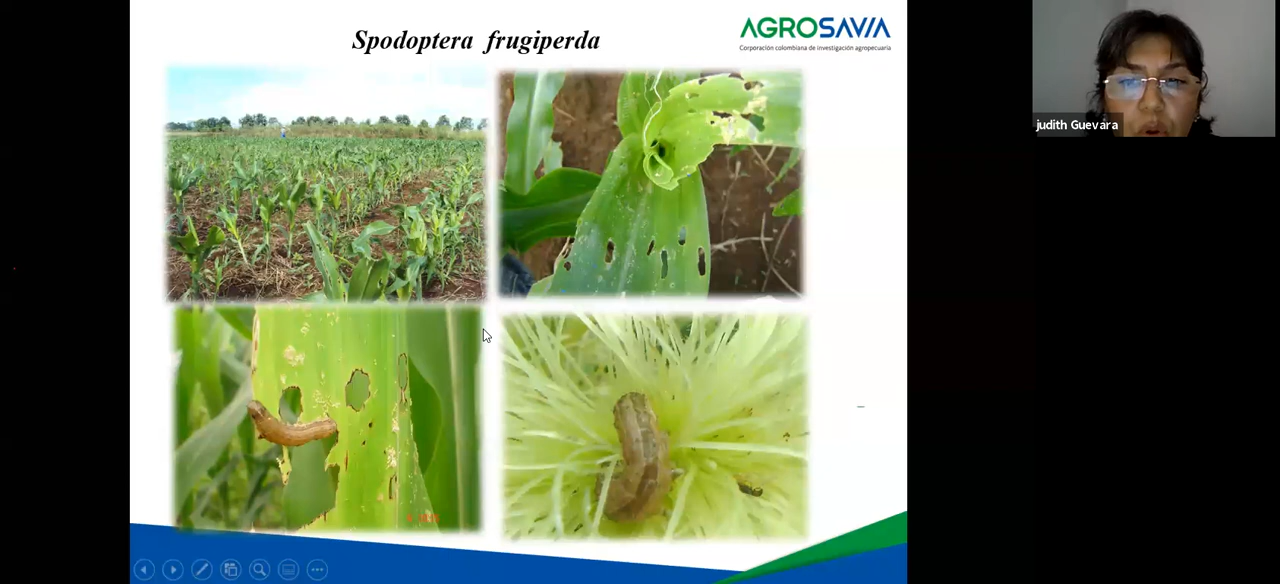 Spodoptera frugiperda
AGROSAVIA
Corporación colombiana de investigación agropecuaria
judith Guevara